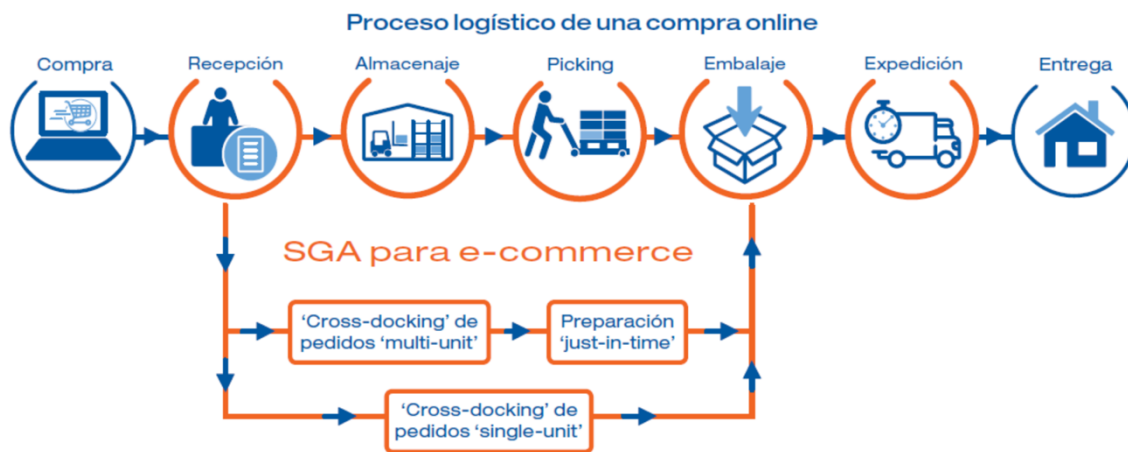 Proceso logístico de una compra online
Compra
Recepción
Almacenaje
Picking
Embalaje
Expedición
Entrega
SGA para e-commerce
‘Cross-docking’ de
pedidos ‘multi-unit’
Preparación
‘just-in-time’
‘Cross-docking’ de
pedidos ‘single-unit’